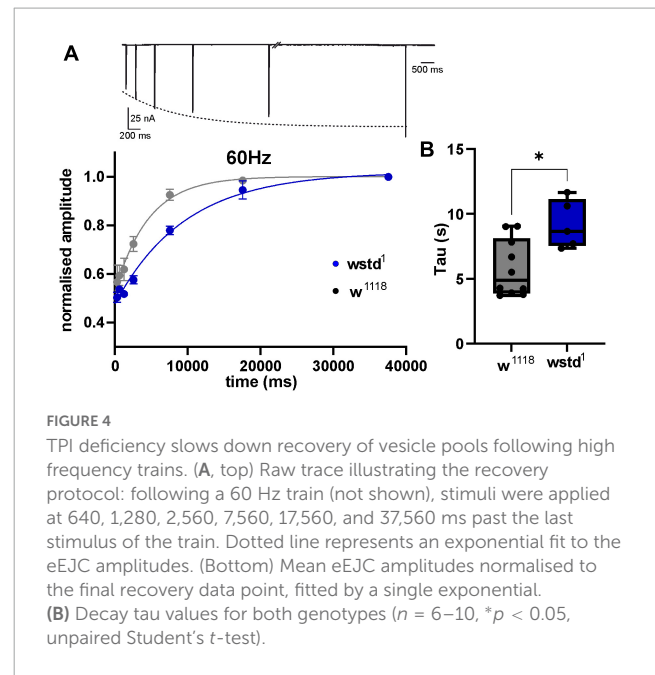 A
500 ms
25 nA
200 ms
60Hz
normalised amplitude
1.0
0.8
0.6
0.4
wstd¹
w¹¹¹⁸
0 10000 20000 30000 40000
time (ms)
B
*
Tau (s)
15
10
5
0
w¹¹¹⁸ wstd¹
FIGURE 4
TPI deficiency slows down recovery of vesicle pools following high
frequency trains. (A, top) Raw trace illustrating the recovery
protocol: following a 60 Hz train (not shown), stimuli were applied
at 640, 1,280, 2,560, 7,560, 17,560, and 37,560 ms past the last
stimulus of the train. Dotted line represents an exponential fit to the
eEJC amplitudes. (Bottom) Mean eEJC amplitudes normalised to
the final recovery data point, fitted by a single exponential.
(B) Decay tau values for both genotypes (n = 6–10, *p < 0.05,
unpaired Student’s t-test).